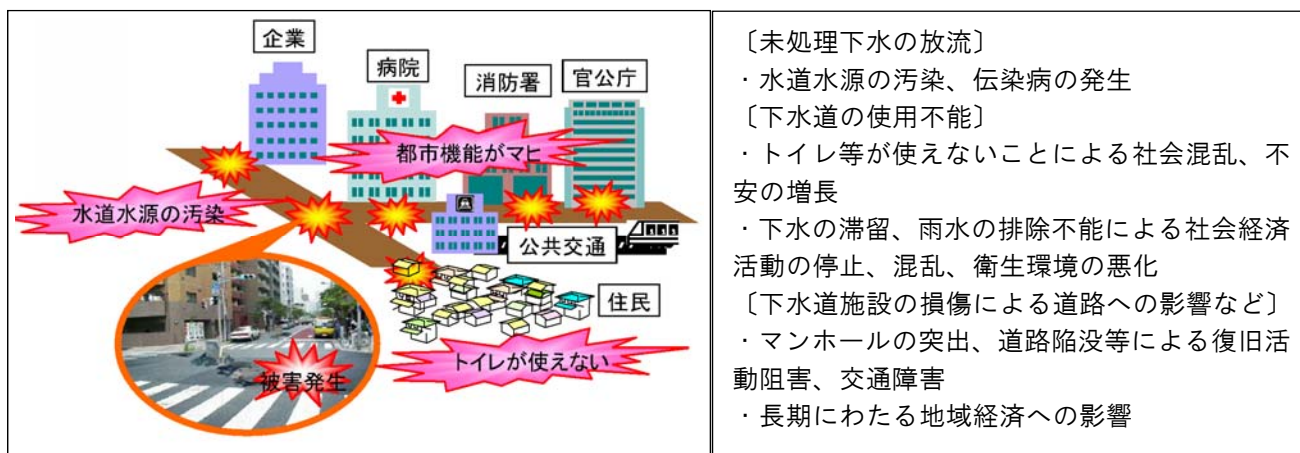 企業
病院
消防署
官公庁
都市機能がマヒ
水道水源の汚染
公共交通
住民
トイレが使えない
被害発生
〔未処理下水の放流〕
・水道水源の汚染、伝染病の発生
〔下水道の使用不能〕
・トイレ等が使えないことによる社会混乱、不
安の増長
・下水の滞留、雨水の排除不能による社会経済
活動の停止、混乱、衛生環境の悪化
〔下水道施設の損傷による道路への影響など〕
・マンホールの突出、道路陥没等による復旧活
動阻害、交通障害
・長期にわたる地域経済への影響